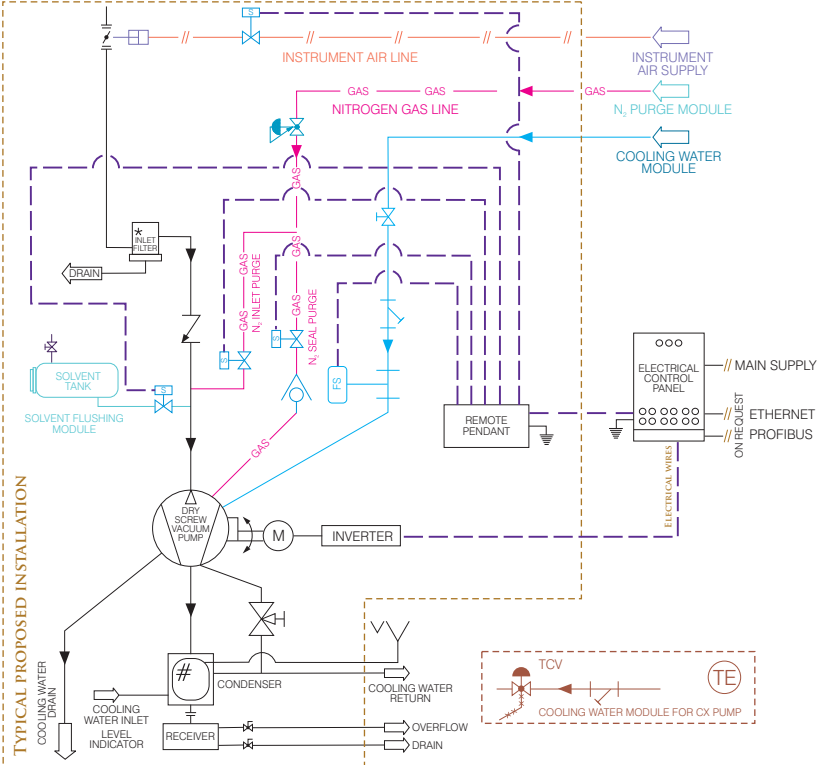 S
INSTRUMENT AIR LINE
INSTRUMENT
AIR SUPPLY
GAS
GAS
GAS
NITROGEN GAS LINE
N₂ PURGE MODULE
COOLING WATER
MODULE
GAS
*
INLET
FILTER
DRAIN
GAS
GAS
GAS
GAS
N₂ INLET PURGE
N₂ SEAL PURGE
S
S
FS
S
SOLVENT
TANK
SOLVENT FLUSHING
MODULE
GAS
REMOTE
PENDANT
ELECTRICAL
CONTROL
PANEL
MAIN SUPPLY
ETHERNET
PROFIBUS
ON REQUEST
ELECTRICAL WIRES
DRY
SCREW
VACUUM
PUMP
M
INVERTER
TYPICAL PROPOSED INSTALLATION
COOLING WATER
DRAIN
#
CONDENSER
COOLING WATER
RETURN
COOLING
WATER INLET
LEVEL
INDICATOR
RECEIVER
OVERFLOW
DRAIN
TCV
TE
COOLING WATER MODULE FOR CX PUMP